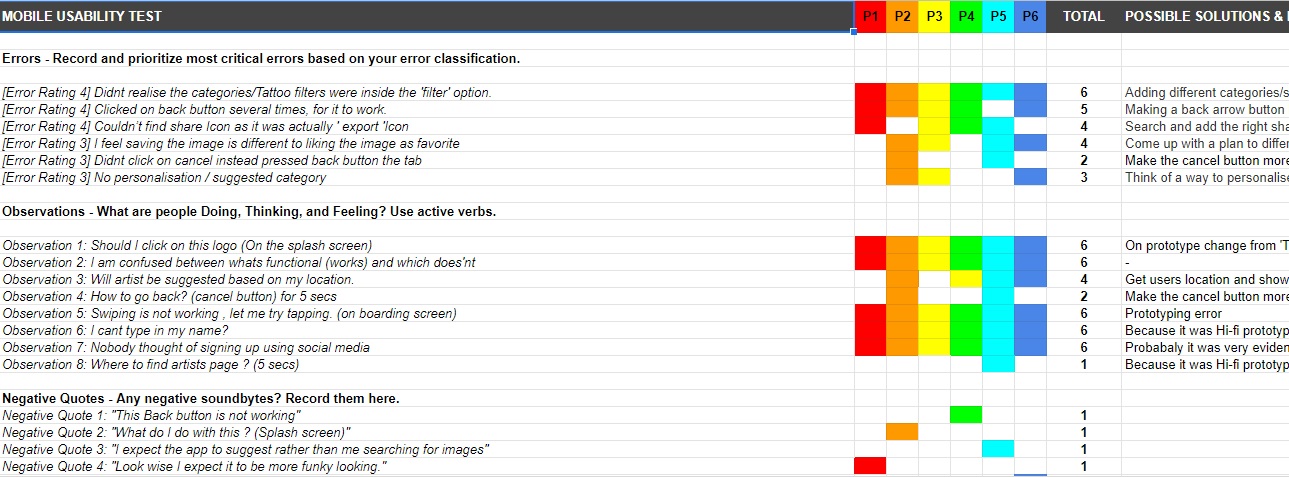 MOBILE USABILITY TEST P1 P2 P3 P4 P5 P6 TOTAL POSSIBLE SOLUTIONS &
Errors - Record and prioritize most critical errors based on your error classification.
[Error Rating 4] Didnt realise the categories/Tattoo filters were inside the 'filter' option. 6 Adding different categories/s
[Error Rating 4] Clicked on back button several times, for it to work. 5 Making a back arrow button
[Error Rating 4] Couldn't find share Icon as it was actually ' export 'Icon 4 Search and add the right sha
[Error Rating 3] I feel saving the image is different to liking the image as favorite 4 Come up with a plan to differ
[Error Rating 3] Didnt click on cancel instead pressed back button the tab 2 Make the cancel button more
[Error Rating 3] No personalisation / suggested category 3 Think of a way to personalise
Observations - What are people Doing, Thinking, and Feeling? Use active verbs.
Observation 1: Should I click on this logo (On the splash screen) 6 On prototype change from 'T
Observation 2: I am confused between whats functional (works) and which does'nt 6 -
Observation 3: Will artist be suggested based on my location. 4 Get users location and show
Observation 4: How to go back? (cancel button) for 5 secs 2 Make the cancel button more
Observation 5: Swiping is not working , let me try tapping. (on boarding screen) 6 Prototyping error
Observation 6: I cant type in my name? 6 Because it was Hi-fi prototyp
Observation 7: Nobody thought of signing up using social media 6 Probabaly it was very eviden
Observation 8: Where to find artists page ? (5 secs) 1 Because it was Hi-fi prototyp
Negative Quotes - Any negative soundbytes? Record them here.
Negative Quote 1: "This Back button is not working" 1
Negative Quote 2: "What do I do with this ? (Splash screen)" 1
Negative Quote 3: "I expect the app to suggest rather than me searching for images" 1
Negative Quote 4: "Look wise I expect it to be more funky looking." 1